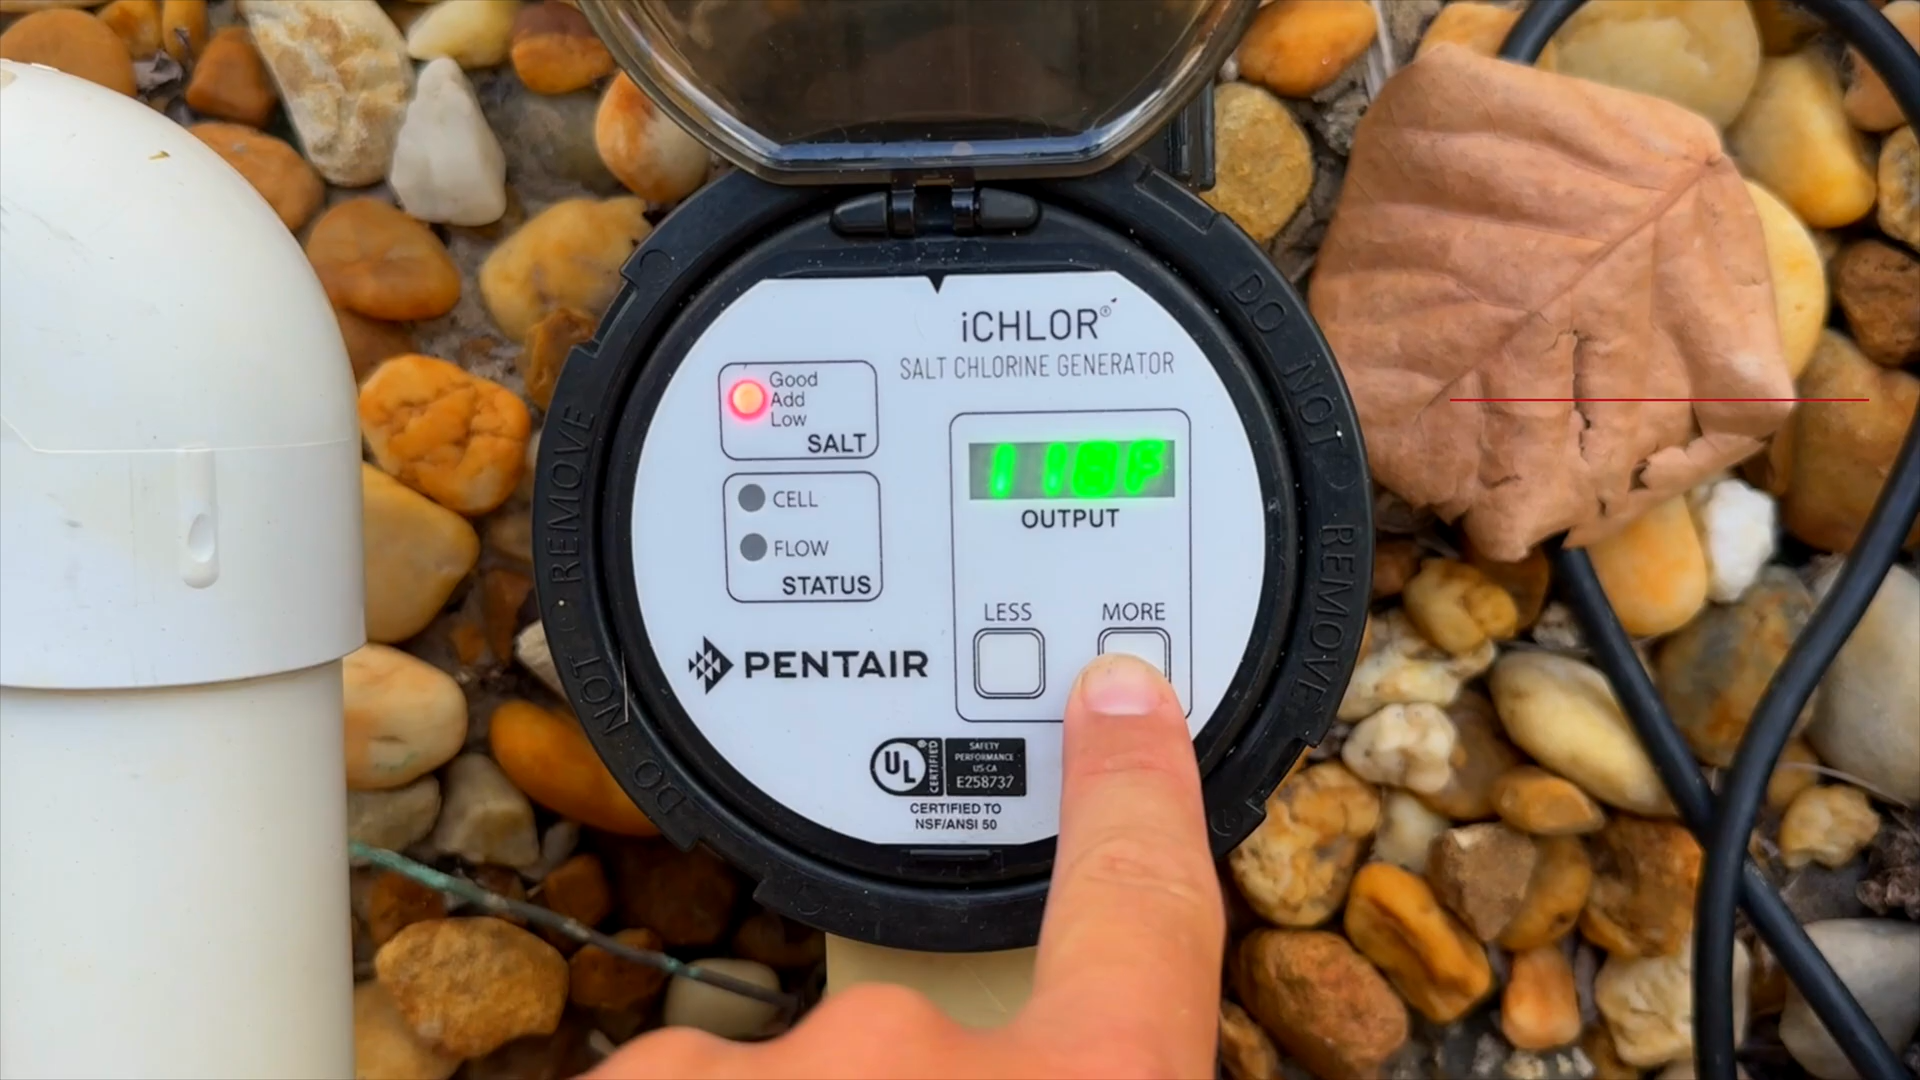 iCHLOR®
SALT CHLORINE GENERATOR
Good
Add
Low
SALT
CELL
FLOW
STATUS
OUTPUT
LESS
MORE
PENTAIR
UL® CERTIFIED
SAFETY
PERFORMANCE
US-CA
E258737
CERTIFIED TO
NSF/ANSI 50
DO NOT REMOVE
DO NOT REMOVE